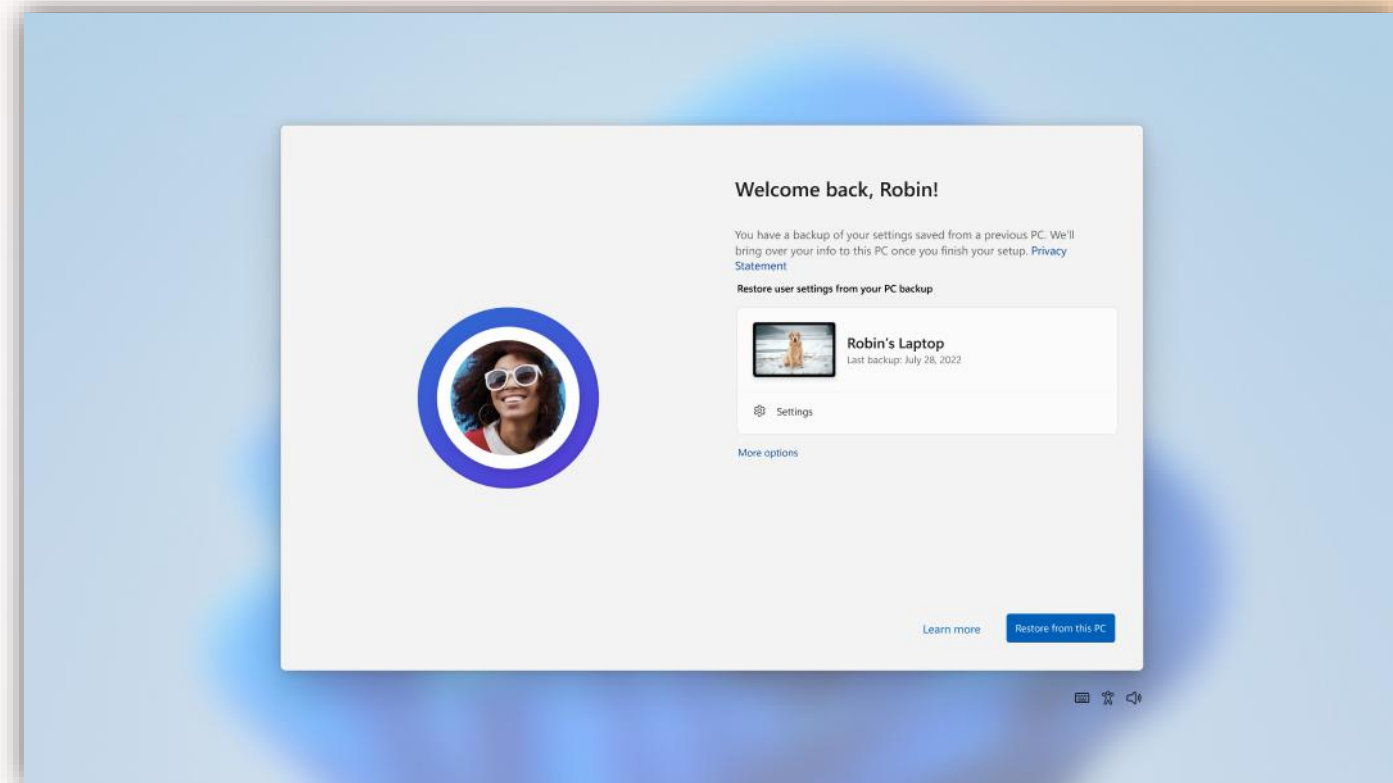 Welcome back, Robin!
You have a backup of your settings saved from a previous PC. We'll
bring over your info to this PC once you finish your setup. Privacy
Statement
Restore user settings from your PC backup
Robin's Laptop
Last backup: July 28, 2022
Settings
More options
Learn more
Restore from this PC